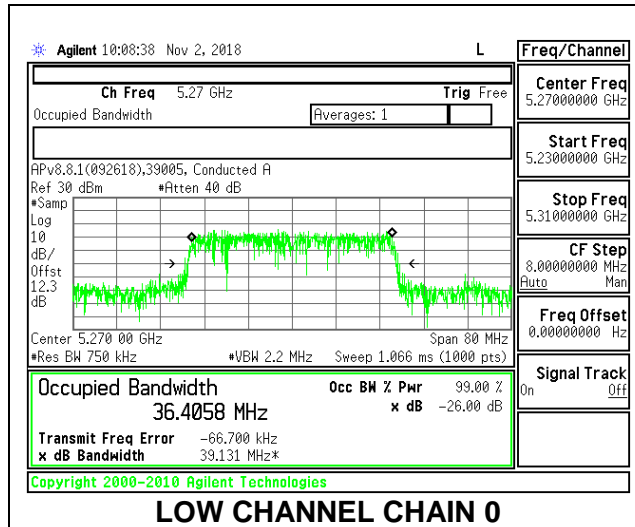 Agilent 10:08:38 Nov 2, 2018 L
Freq/Channel
Ch Freq 5.27 GHz Trig Free
Occupied Bandwidth Averages: 1
Center Freq
5.27000000 GHz
Start Freq
5.23000000 GHz
Stop Freq
5.31000000 GHz
CF Step
8.00000000 MHz
Auto Man
Freq Offset
0.00000000 Hz
Signal Track
On Off
APv8.8.1(092618),39005, Conducted A
Ref 30 dBm #Atten 40 dB
#Samp
Log
10
dB/
Offst
12.3
dB
Center 5.270 00 GHz Span 80 MHz
#Res BW 750 kHz #VBW 2.2 MHz Sweep 1.066 ms (1000 pts)
Occupied Bandwidth Occ BW % Pwr 99.00 %
36.4058 MHz x dB -26.00 dB
Transmit Freq Error -66.700 kHz
x dB Bandwidth 39.131 MHz*
Copyright 2000-2010 Agilent Technologies
LOW CHANNEL CHAIN 0